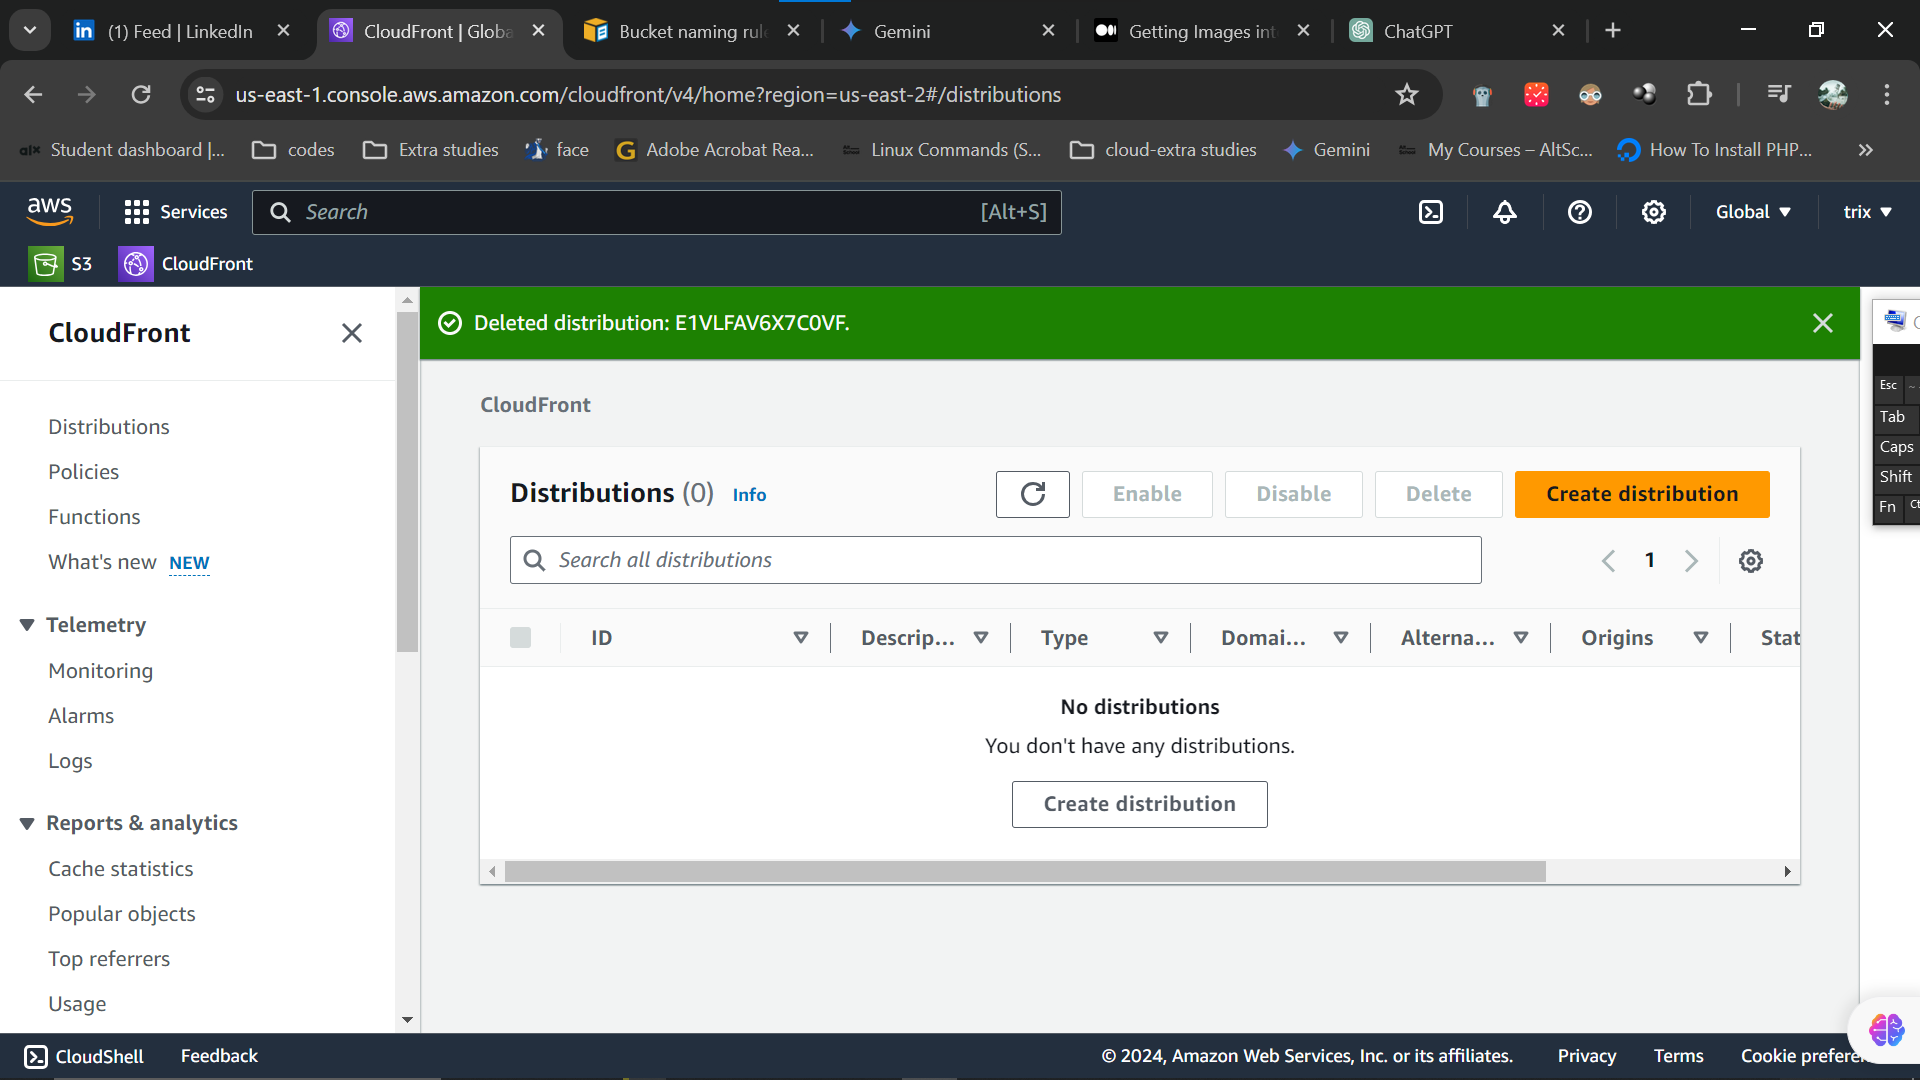 (1) Feed | LinkedIn
CloudFront | Globa
Bucket naming rul
Gemini
Getting Images int
ChatGPT
us-east-1.console.aws.amazon.com/cloudfront/v4/home?region=us-east-2#/distributions
Student dashboard |...
codes
Extra studies
face
Adobe Acrobat Rea...
Linux Commands (S...
cloud-extra studies
Gemini
My Courses – AltSc...
How To Install PHP...
aws
Services
Search
[Alt+S]
Global
trix
S3
CloudFront
CloudFront
Distributions
Policies
Functions
What's new NEW
Telemetry
Monitoring
Alarms
Logs
Reports & analytics
Cache statistics
Popular objects
Top referrers
Usage
Deleted distribution: E1VLFAV6X7C0VF.
CloudFront
Distributions (0) Info
Enable
Disable
Delete
Create distribution
Search all distributions
1
ID
Descrip...
Type
Domai...
Alterna...
Origins
Stat
No distributions
You don't have any distributions.
Create distribution
Esc
Tab
Caps
Shift
Fn
Ct
CloudShell
Feedback
© 2024, Amazon Web Services, Inc. or its affiliates.
Privacy
Terms
Cookie prefere